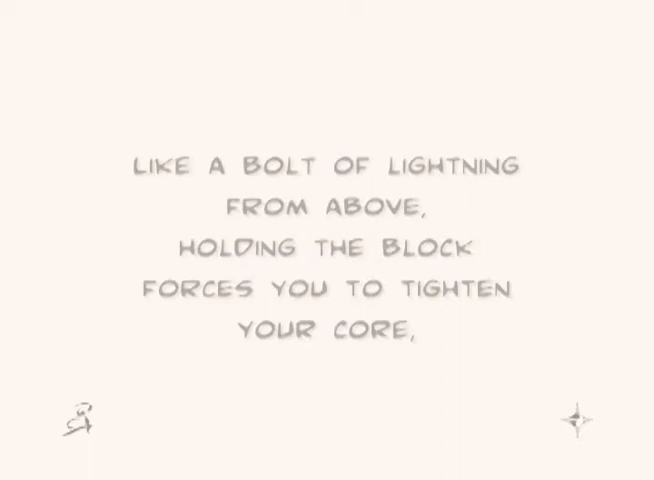 LIKE A BOLT OF LIGHTNING
FROM ABOVE,
HOLDING THE BLOCK
FORCES YOU TO TIGHTEN
YOUR CORE,